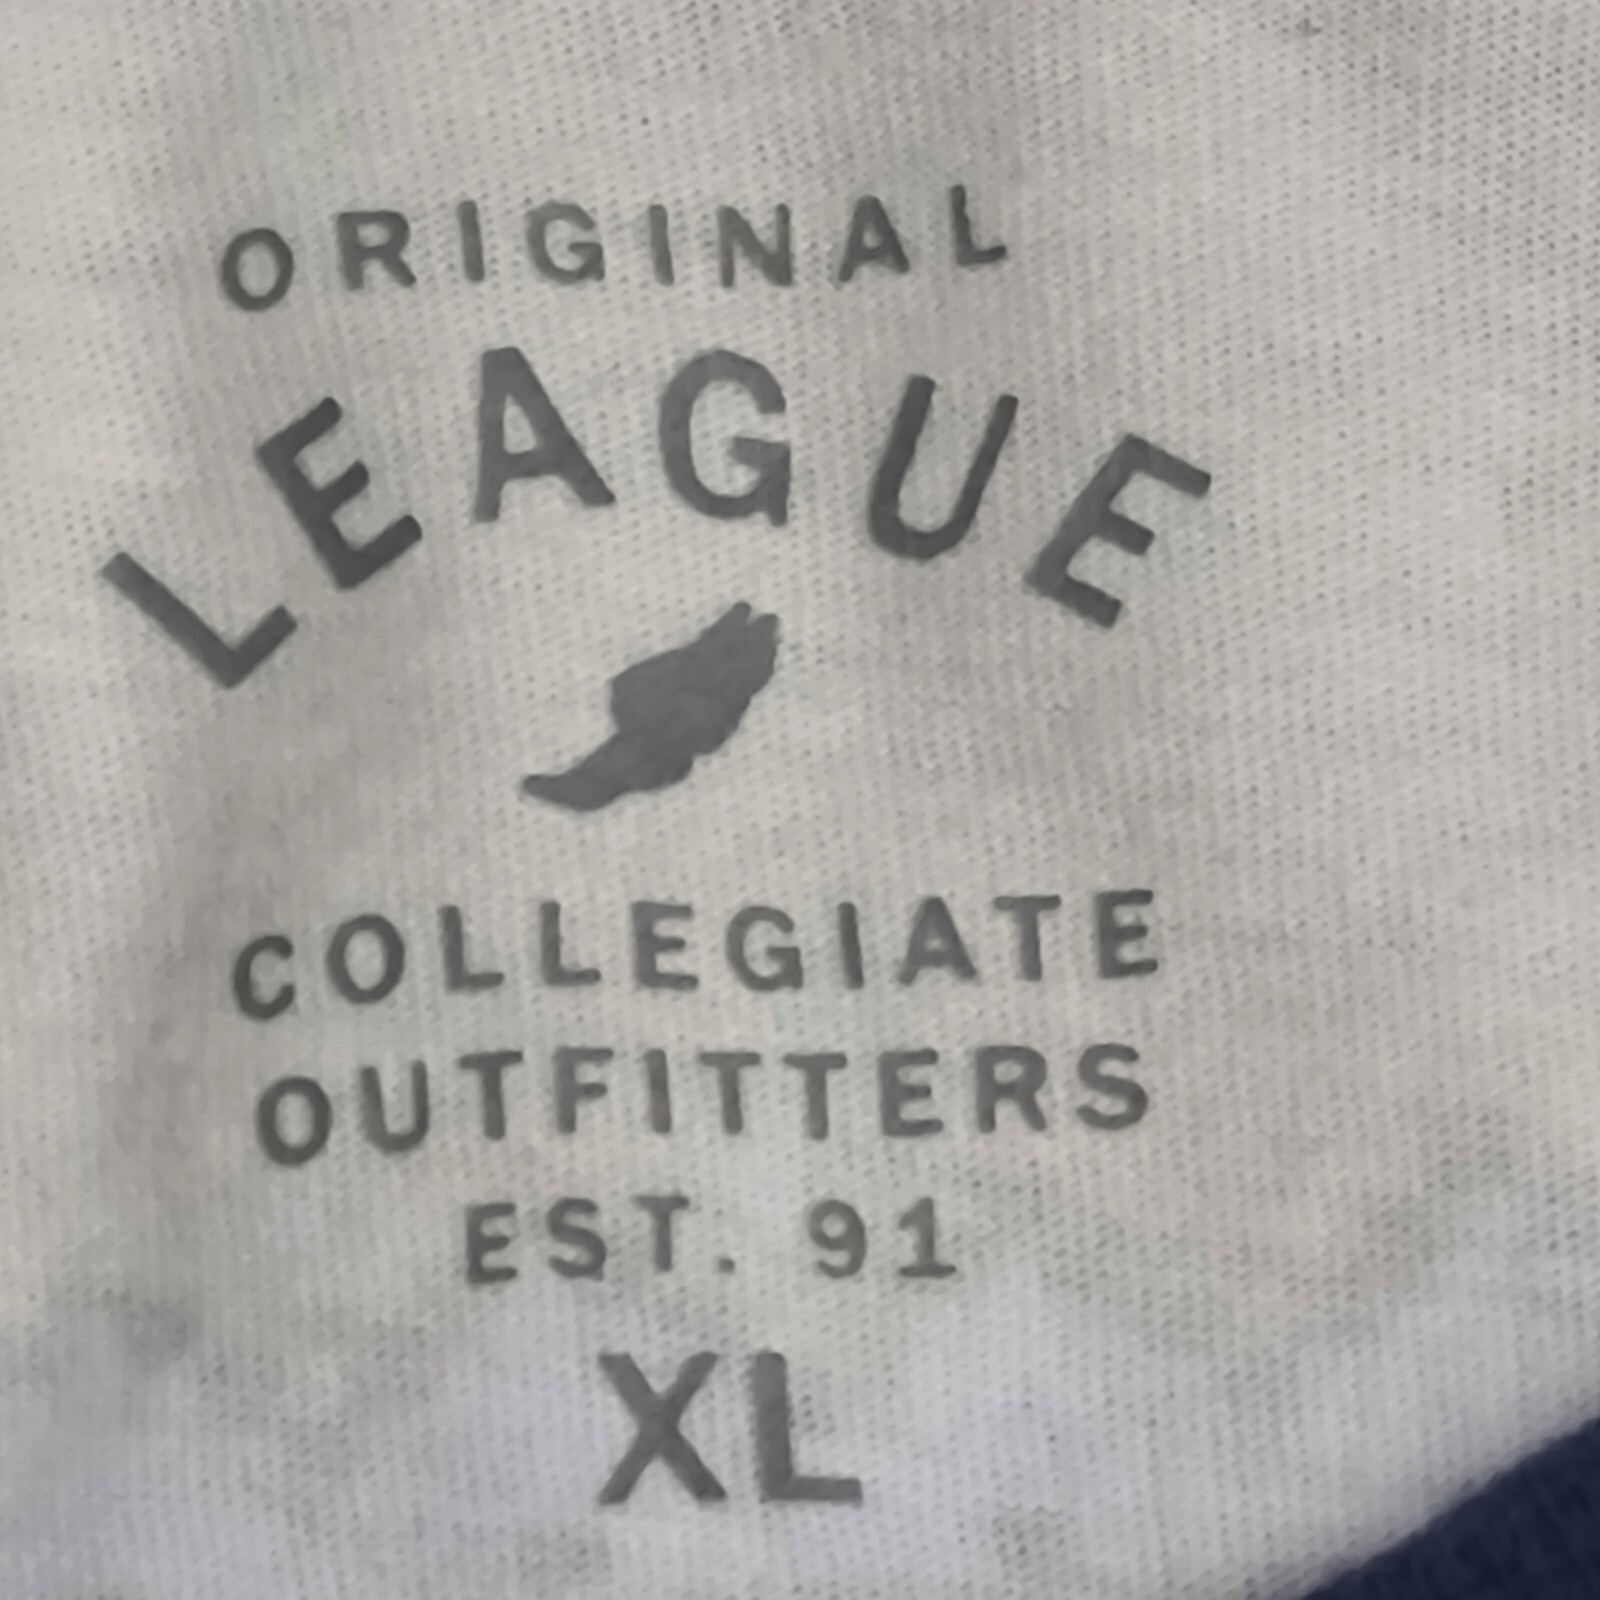 ORIGINAL
LEAGUE
COLLEGIATE
OUTFITTERS
EST. 91
XL